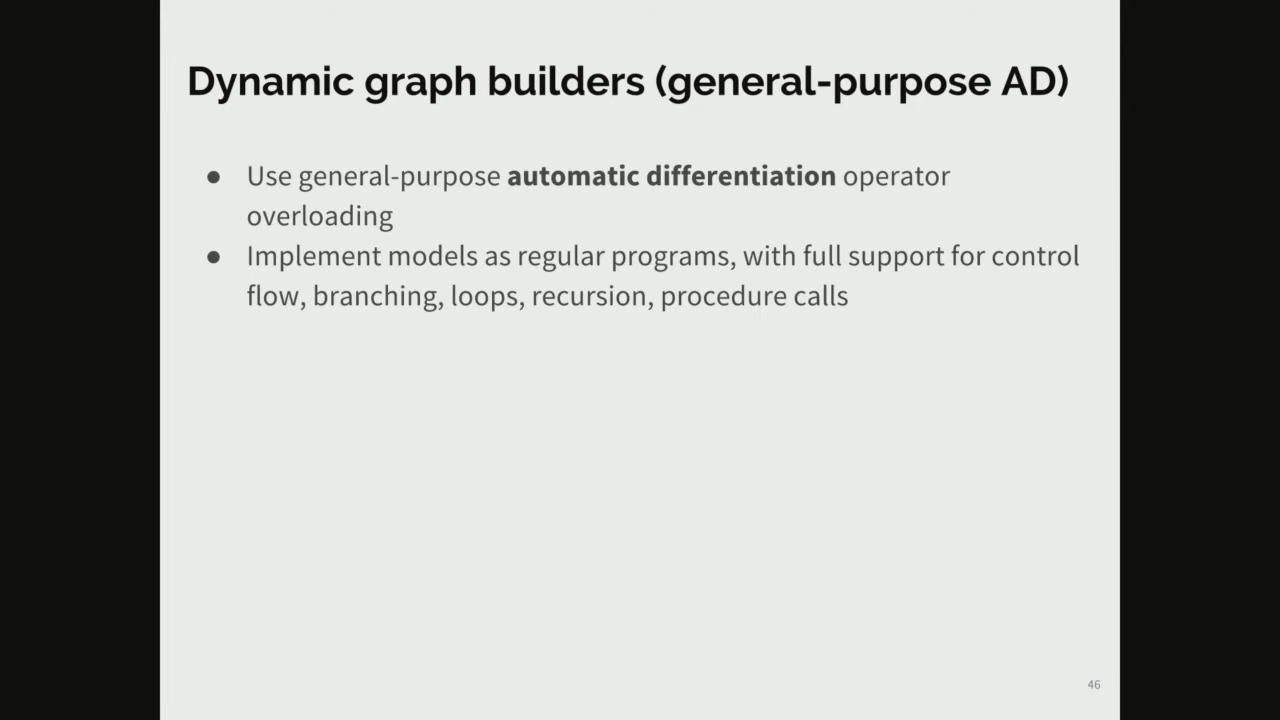 Dynamic graph builders (general-purpose AD)
● Use general-purpose automatic differentiation operator
overloading
● Implement models as regular programs, with full support for control
flow, branching, loops, recursion, procedure calls
46